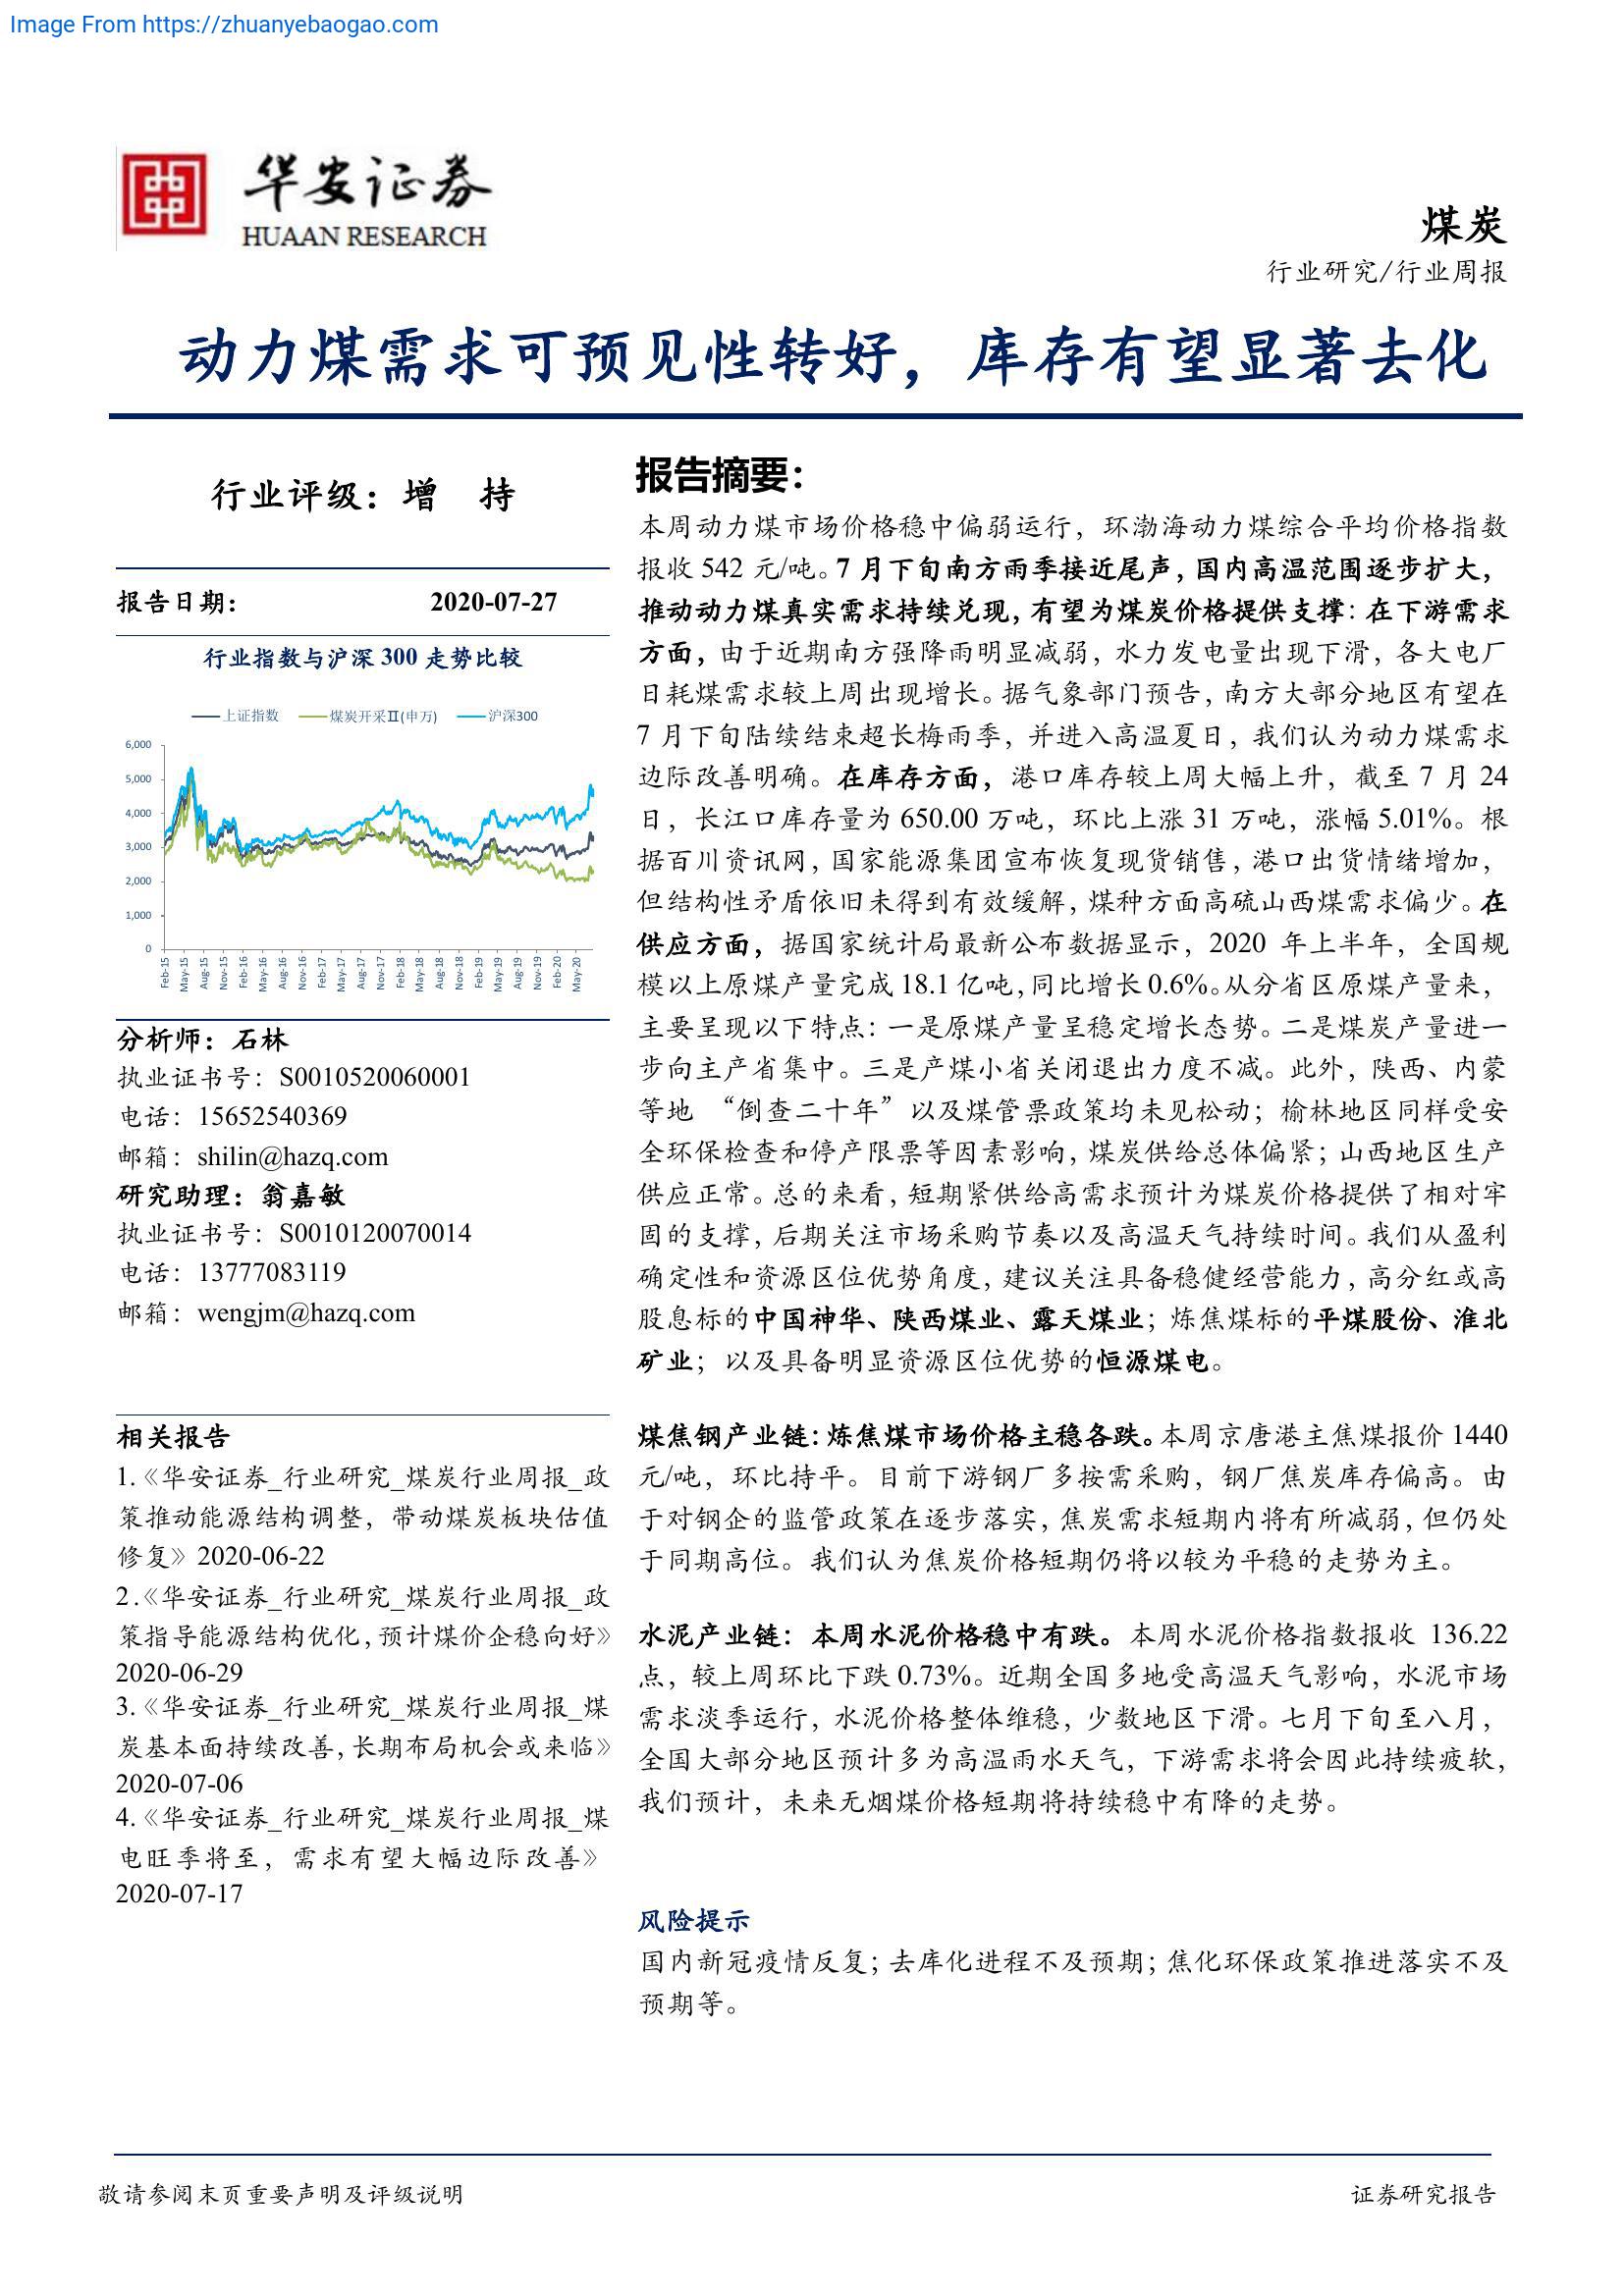 Image From https://zhuanyebaogao.com
华安证券
HUAAN RESEARCH
煤炭
行业研究/行业周报
动力煤需求可预见性转好，库存有望显著去化
行业评级：增 持
报告日期： 2020-07-27
行业指数与沪深 300 走势比较
上证指数 煤炭开采Ⅱ(申万) 沪深300
6,000
5,000
4,000
3,000
2,000
1,000
0
Feb-15 May-15 Aug-15 Nov-15 Feb-16 May-16 Aug-16 Nov-16 Feb-17 May-17 Aug-17 Nov-17 Feb-18 May-18 Aug-18 Nov-18 Feb-19 May-19 Aug-19 Nov-19 Feb-20 May-20
分析师：石林
执业证书号：S0010520060001
电话：15652540369
邮箱：shilin@hazq.com
研究助理：翁嘉敏
执业证书号：S0010120070014
电话：13777083119
邮箱：wengjm@hazq.com
相关报告
1.《华安证券_行业研究_煤炭行业周报_政
策推动能源结构调整，带动煤炭板块估值
修复》2020-06-22
2.《华安证券_行业研究_煤炭行业周报_政
策指导能源结构优化，预计煤价企稳向好》
2020-06-29
3.《华安证券_行业研究_煤炭行业周报_煤
炭基本面持续改善，长期布局机会或来临》
2020-07-06
4.《华安证券_行业研究_煤炭行业周报_煤
电旺季将至，需求有望大幅边际改善》
2020-07-17
报告摘要：
本周动力煤市场价格稳中偏弱运行，环渤海动力煤综合平均价格指数
报收 542 元/吨。7 月下旬南方雨季接近尾声，国内高温范围逐步扩大，
推动动力煤真实需求持续兑现，有望为煤炭价格提供支撑：在下游需求
方面，由于近期南方强降雨明显减弱，水力发电量出现下滑，各大电厂
日耗煤需求较上周出现增长。据气象部门预告，南方大部分地区有望在
7 月下旬陆续结束超长梅雨季，并进入高温夏日，我们认为动力煤需求
边际改善明确。在库存方面，港口库存较上周大幅上升，截至 7 月 24
日，长江口库存量为 650.00 万吨，环比上涨 31 万吨，涨幅 5.01%。根
据百川资讯网，国家能源集团宣布恢复现货销售，港口出货情绪增加，
但结构性矛盾依旧未得到有效缓解，煤种方面高硫山西煤需求偏少。在
供应方面，据国家统计局最新公布数据显示，2020 年上半年，全国规
模以上原煤产量完成 18.1 亿吨，同比增长 0.6%。从分省区原煤产量来，
主要呈现以下特点：一是原煤产量呈稳定增长态势。二是煤炭产量进一
步向主产省集中。三是产煤小省关闭退出力度不减。此外，陕西、内蒙
等地 “倒查二十年”以及煤管票政策均未见松动；榆林地区同样受安
全环保检查和停产限票等因素影响，煤炭供给总体偏紧；山西地区生产
供应正常。总的来看，短期紧供给高需求预计为煤炭价格提供了相对牢
固的支撑，后期关注市场采购节奏以及高温天气持续时间。我们从盈利
确定性和资源区位优势角度，建议关注具备稳健经营能力，高分红或高
股息标的中国神华、陕西煤业、露天煤业；炼焦煤标的平煤股份、淮北
矿业；以及具备明显资源区位优势的恒源煤电。
煤焦钢产业链：炼焦煤市场价格主稳各跌。本周京唐港主焦煤报价 1440
元/吨，环比持平。目前下游钢厂多按需采购，钢厂焦炭库存偏高。由
于对钢企的监管政策在逐步落实，焦炭需求短期内将有所减弱，但仍处
于同期高位。我们认为焦炭价格短期仍将以较为平稳的走势为主。
水泥产业链：本周水泥价格稳中有跌。本周水泥价格指数报收 136.22
点，较上周环比下跌 0.73%。近期全国多地受高温天气影响，水泥市场
需求淡季运行，水泥价格整体维稳，少数地区下滑。七月下旬至八月，
全国大部分地区预计多为高温雨水天气，下游需求将会因此持续疲软，
我们预计，未来无烟煤价格短期将持续稳中有降的走势。
风险提示
国内新冠疫情反复；去库化进程不及预期；焦化环保政策推进落实不及
预期等。
敬请参阅末页重要声明及评级说明 证券研究报告